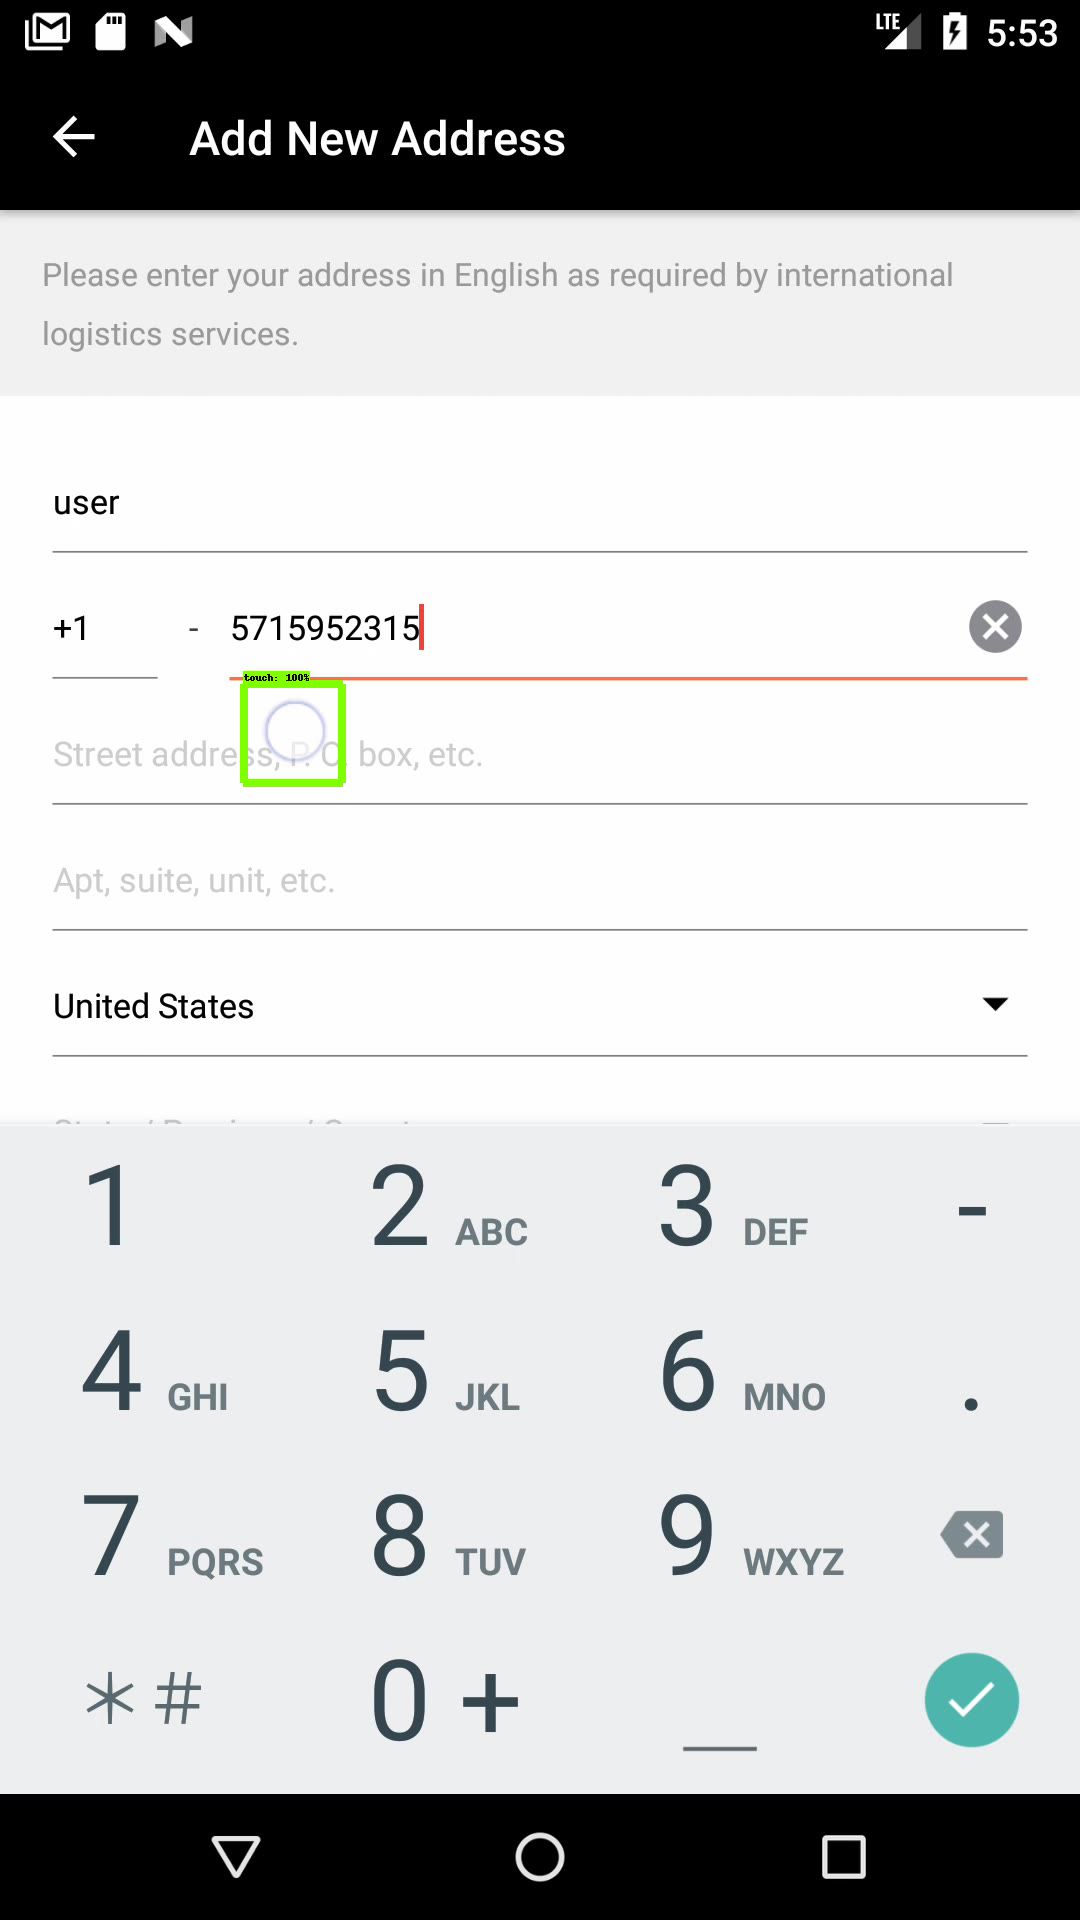 LTE 5:53
Add New Address
Please enter your address in English as required by international
logistics services.
user
+1 - 5715952315
touch: 100%
Street address, P. O. box, etc.
Apt, suite, unit, etc.
United States
1 2 ABC 3 DEF -
4 GHI 5 JKL 6 MNO .
7 PQRS 8 TUV 9 WXYZ
* # 0 + _